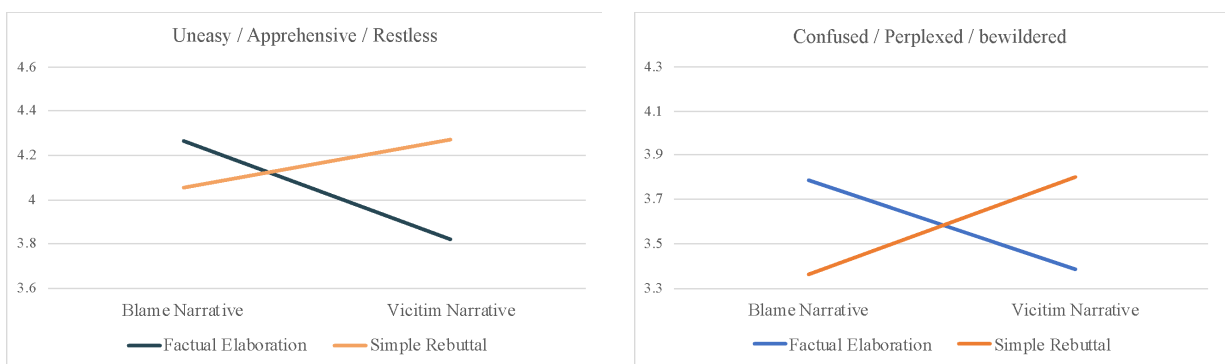 Uneasy / Apprehensive / Restless
4.6
4.4
4.2
4
3.8
3.6
Blame Narrative
Vicitim Narrative
Factual Elaboration
Simple Rebuttal
Confused / Perplexed / bewildered
4.3
4.1
3.9
3.7
3.5
3.3
Blame Narrative
Vicitim Narrative
Factual Elaboration
Simple Rebuttal